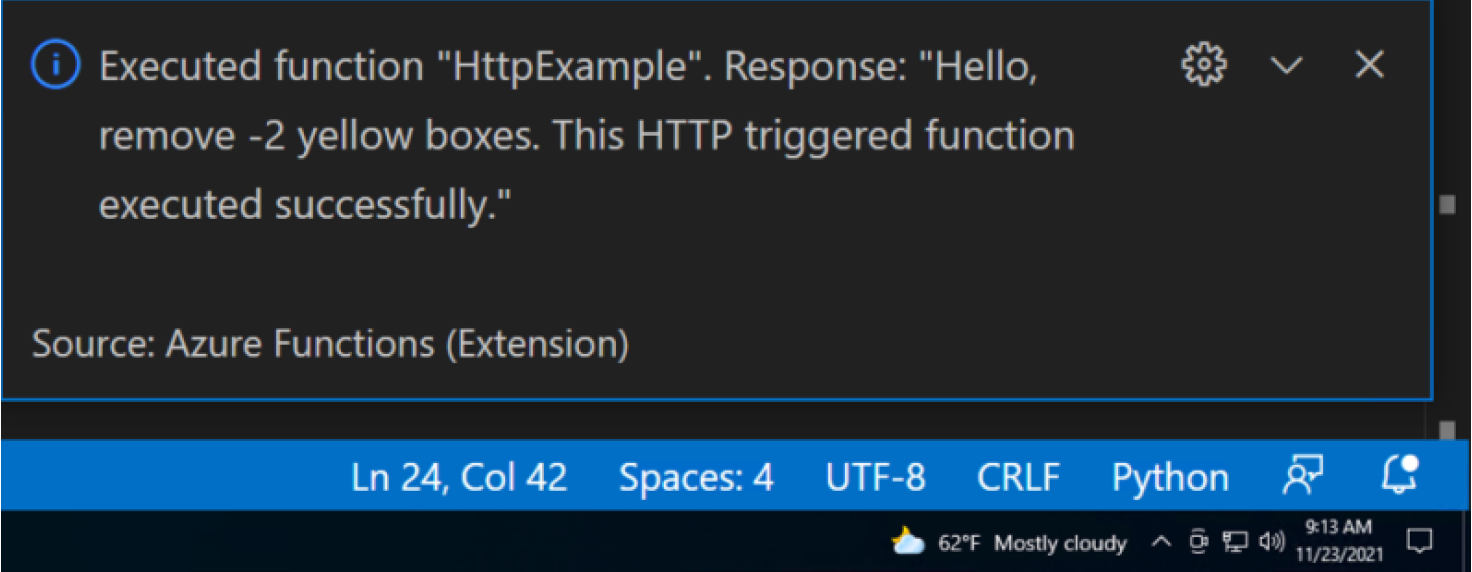 Executed function "HttpExample". Response: "Hello,
remove -2 yellow boxes. This HTTP triggered function
executed successfully."
Source: Azure Functions (Extension)
Ln 24, Col 42 Spaces: 4 UTF-8 CRLF Python
62°F Mostly cloudy 9:13 AM
11/23/2021